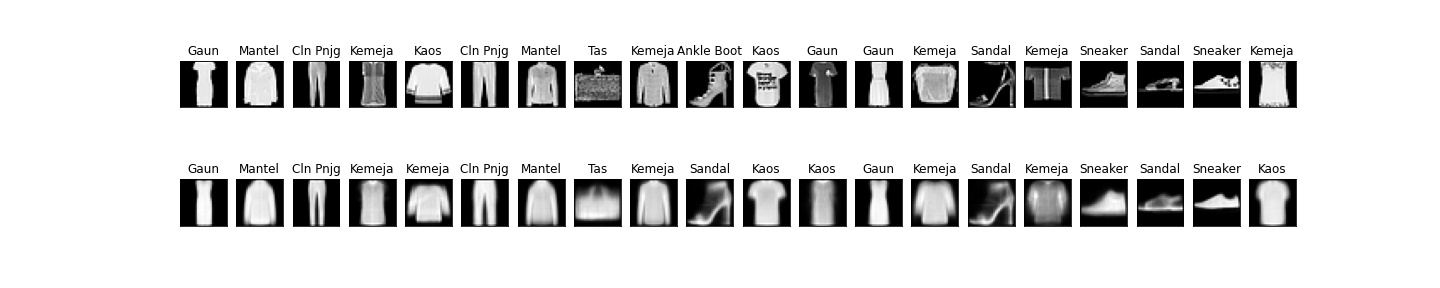 Gaun Mantel Cln Pnjg Kemeja Kaos Cln Pnjg Mantel Tas Kemeja Ankle Boot Kaos Gaun Gaun Kemeja Sandal Kemeja Sneaker Sandal Sneaker Kemeja
Gaun Mantel Cln Pnjg Kemeja Kemeja Cln Pnjg Mantel Tas Kemeja Sandal Kaos Kaos Gaun Kemeja Sandal Kemeja Sneaker Sandal Sneaker Kaos